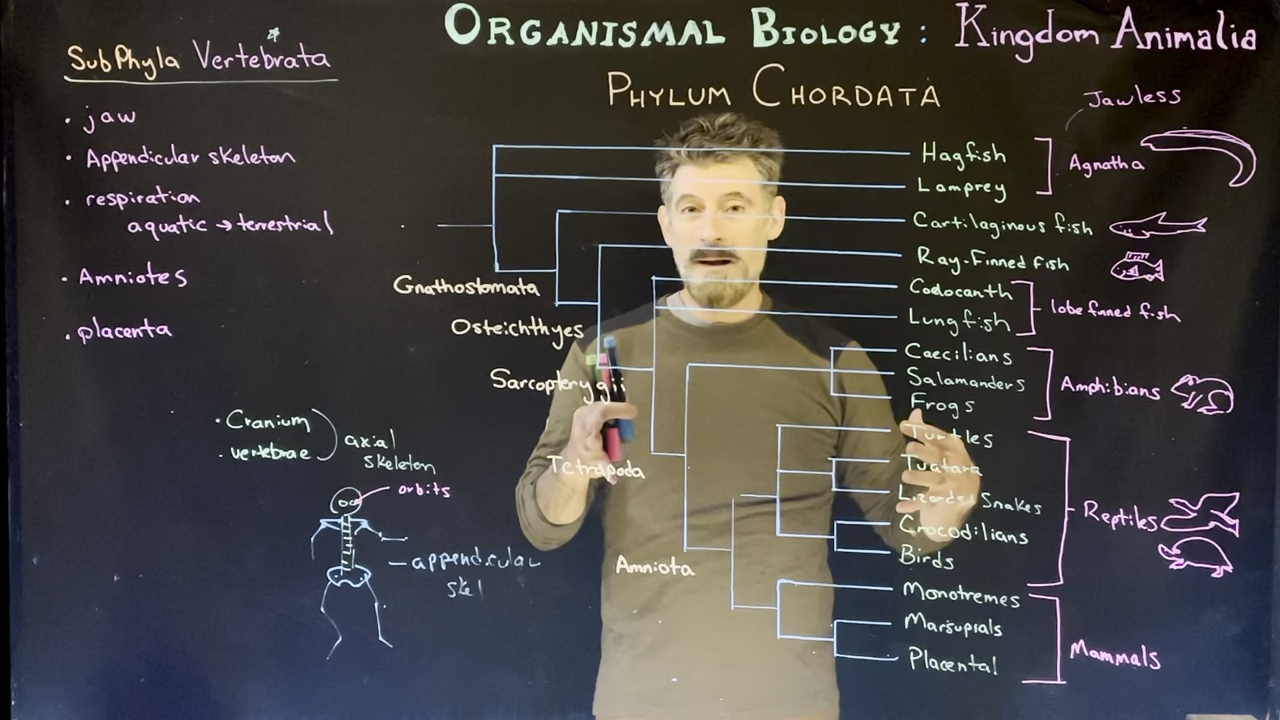 ORGANISMAL BIOLOGY : Kingdom Animalia
PHYLUM CHORDATA
SubPhyla Vertebrata
• jaw
• Appendicular skeleton
• respiration
aquatic → terrestrial
• Amniotes
• placenta
• Cranium
• vertebrae
axial
skeleton
orbits
appendicular
skel
Gnathostomata
Osteichthyes
Sarcopterygii
Tetrapoda
Amniota
Hagfish
Lamprey
Cartilaginous fish
Ray-Finned fish
Coelocanth
Lungfish
Caecilians
Salamanders
Frogs
Turtles
Tuatara
Lizards Snakes
Crocodilians
Birds
Monotremes
Marsupials
Placental
Jawless
Agnatha
lobe finned fish
Amphibians
Reptiles
Mammals